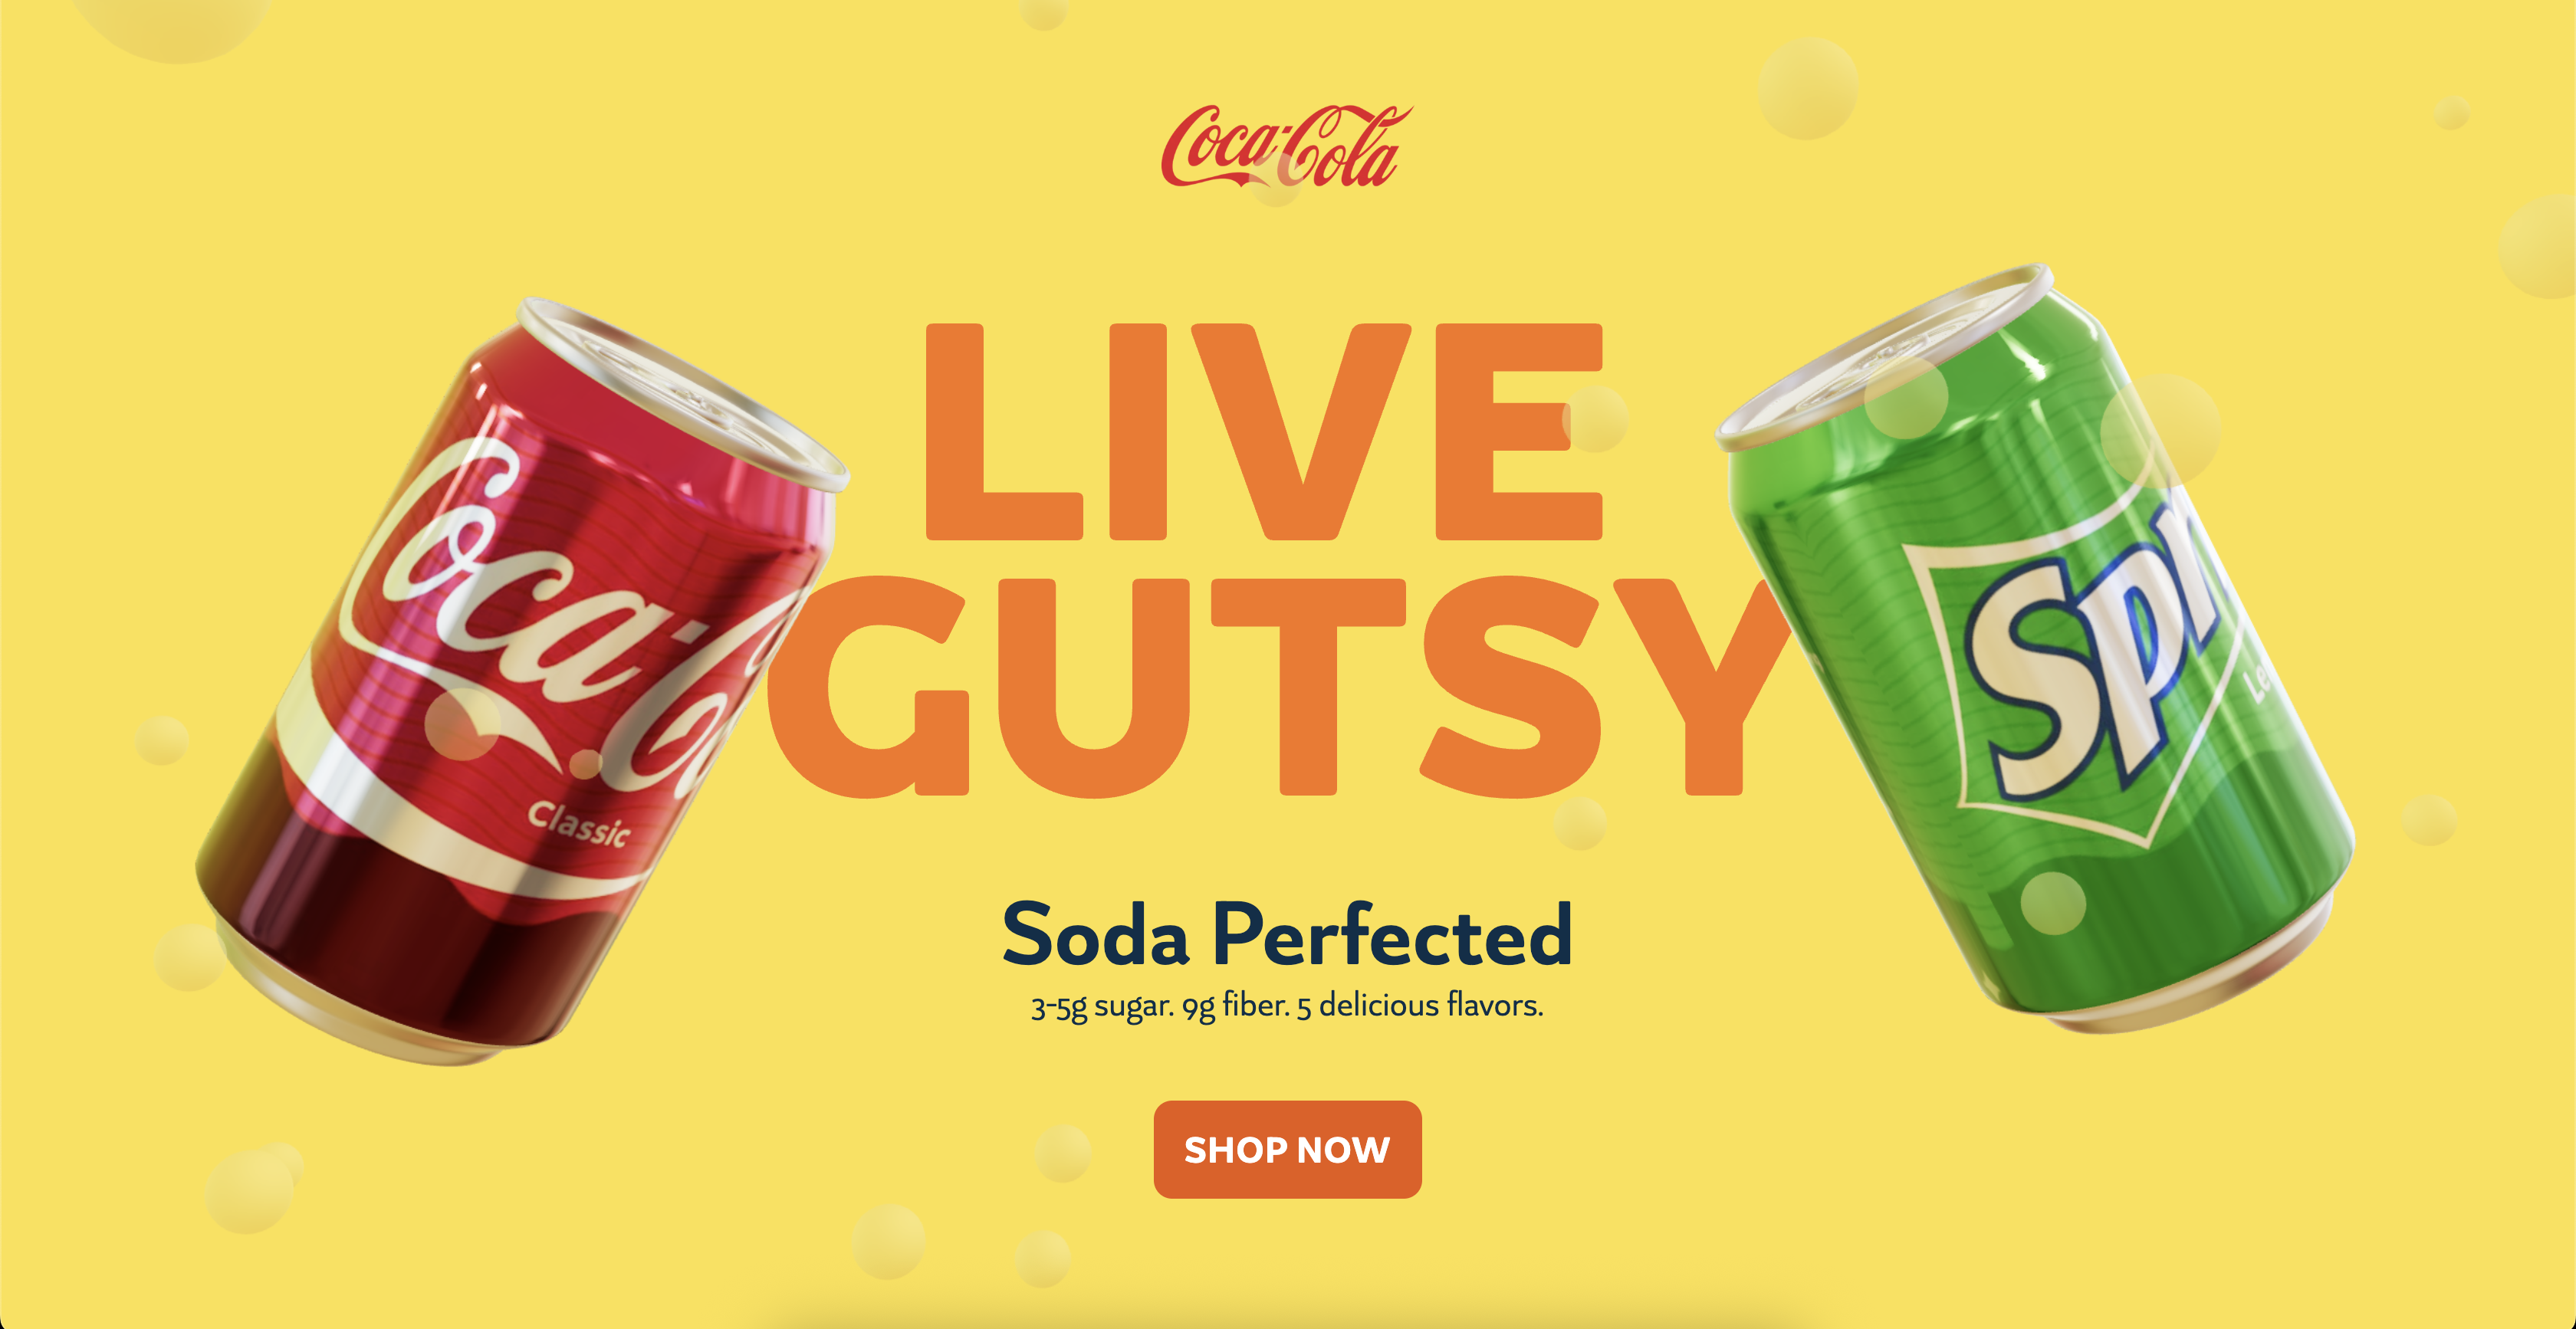 Coca-Cola
LIVE
GUTSY
Coca-Co
Classic
Spr
Le
Soda Perfected
3-5g sugar. 9g fiber. 5 delicious flavors.
SHOP NOW